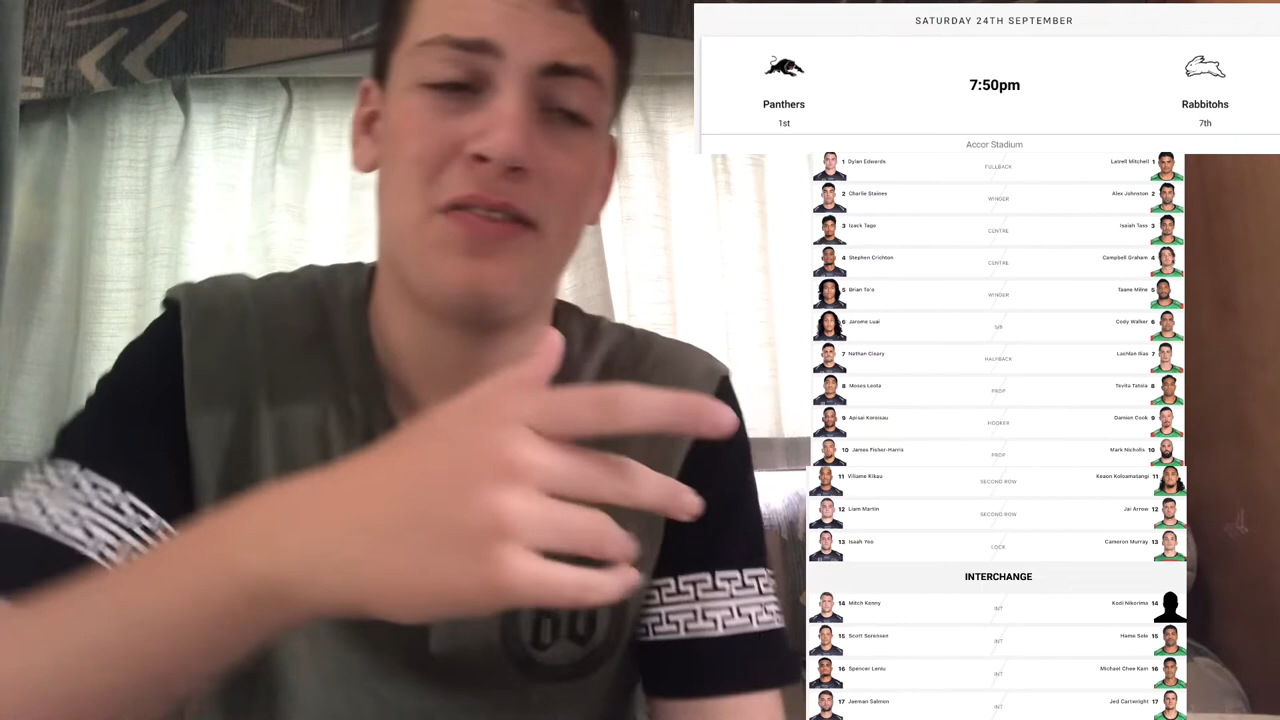 SATURDAY 24TH SEPTEMBER
Panthers
1st
7:50pm
Rabbitohs
7th
Accor Stadium
1 Dylan Edwards FULLBACK Latrell Mitchell 1
2 Charlie Staines WINGER Alex Johnston 2
3 Izack Tago CENTRE Isaiah Tass 3
4 Stephen Crichton CENTRE Campbell Graham 4
5 Brian To'o WINGER Taane Milne 5
6 Jarome Luai 5/8 Cody Walker 6
7 Nathan Cleary HALFBACK Lachlan Ilias 7
8 Moses Leota PROP Tevita Tatola 8
9 Apisai Koroisau HOOKER Damien Cook 9
10 James Fisher-Harris PROP Mark Nicholls 10
11 Viliame Kikau SECOND ROW Keaon Koloamatangi 11
12 Liam Martin SECOND ROW Jai Arrow 12
13 Isaah Yeo LOCK Cameron Murray 13
INTERCHANGE
14 Mitch Kenny INT Kodi Nikorima 14
15 Scott Sorensen INT Hame Sele 15
16 Spencer Leniu INT Michael Chee Kam 16
17 Jaeman Salmon INT Jed Cartwright 17